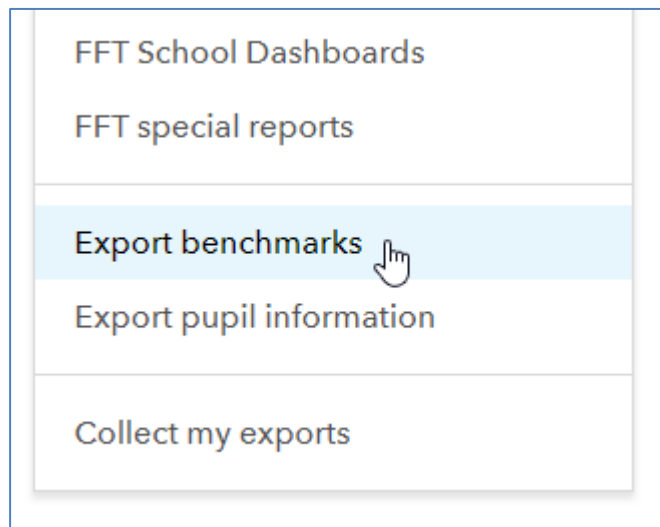 FFT School Dashboards
FFT special reports
Export benchmarks
Export pupil information
Collect my exports